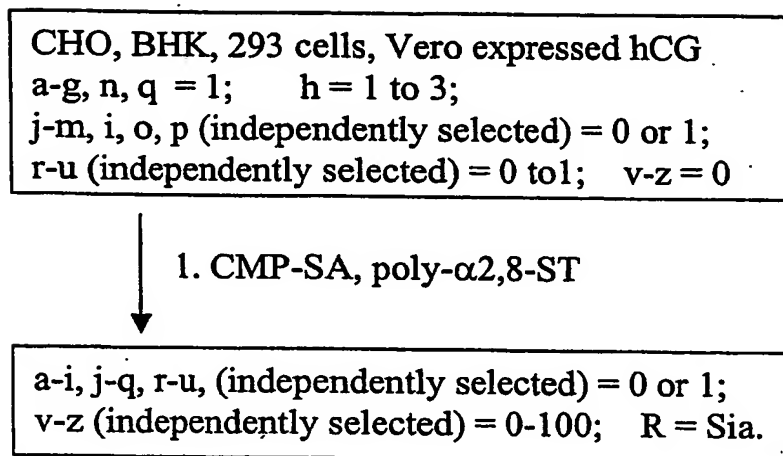 CHO, BHK, 293 cells, Vero expressed hCG
a-g, n, q = 1; h = 1 to 3;
j-m, i, o, p (independently selected) = 0 or 1;
r-u (independently selected) = 0 to1; v-z = 0
1. CMP-SA, poly-α2,8-ST
a-i, j-q, r-u, (independently selected) = 0 or 1;
v-z (independently selected) = 0-100; R = Sia.